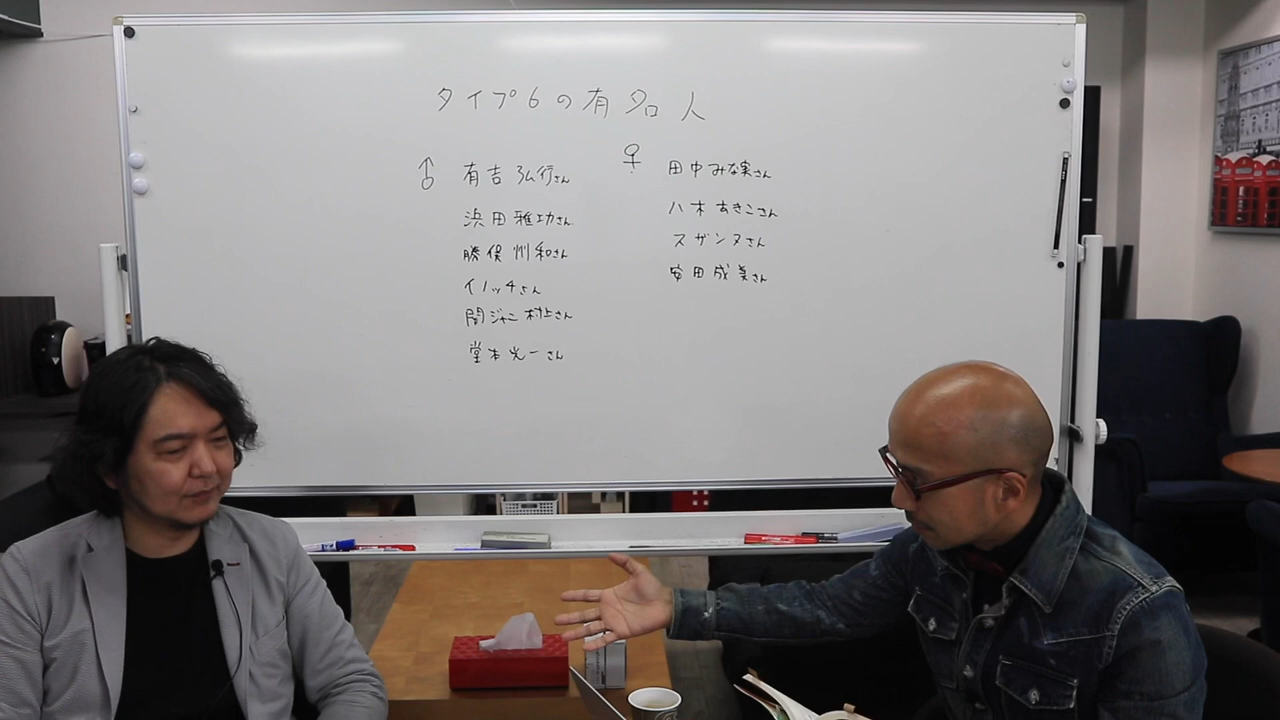 タイプ6の有名人
♂ 有吉 弘行さん
浜田 雅功さん
勝俣 州和さん
イノッチさん
関ジャニ 村上さん
堂本光一さん
♀ 田中みな実さん
八木あきこさん
スザンヌさん
安田成美さん